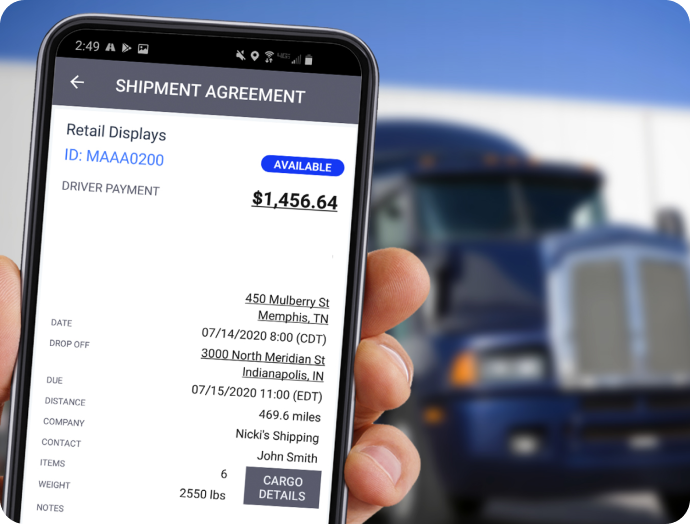 2:49
SHIPMENT AGREEMENT
Retail Displays
ID: MAAA0200
AVAILABLE
DRIVER PAYMENT
$1,456.64
450 Mulberry St
Memphis, TN
DATE
07/14/2020 8:00 (CDT)
DROP OFF
3000 North Meridian St
Indianapolis, IN
DUE
07/15/2020 11:00 (EDT)
DISTANCE
469.6 miles
COMPANY
Nicki's Shipping
CONTACT
John Smith
ITEMS
6
WEIGHT
2550 lbs
CARGO
DETAILS
NOTES